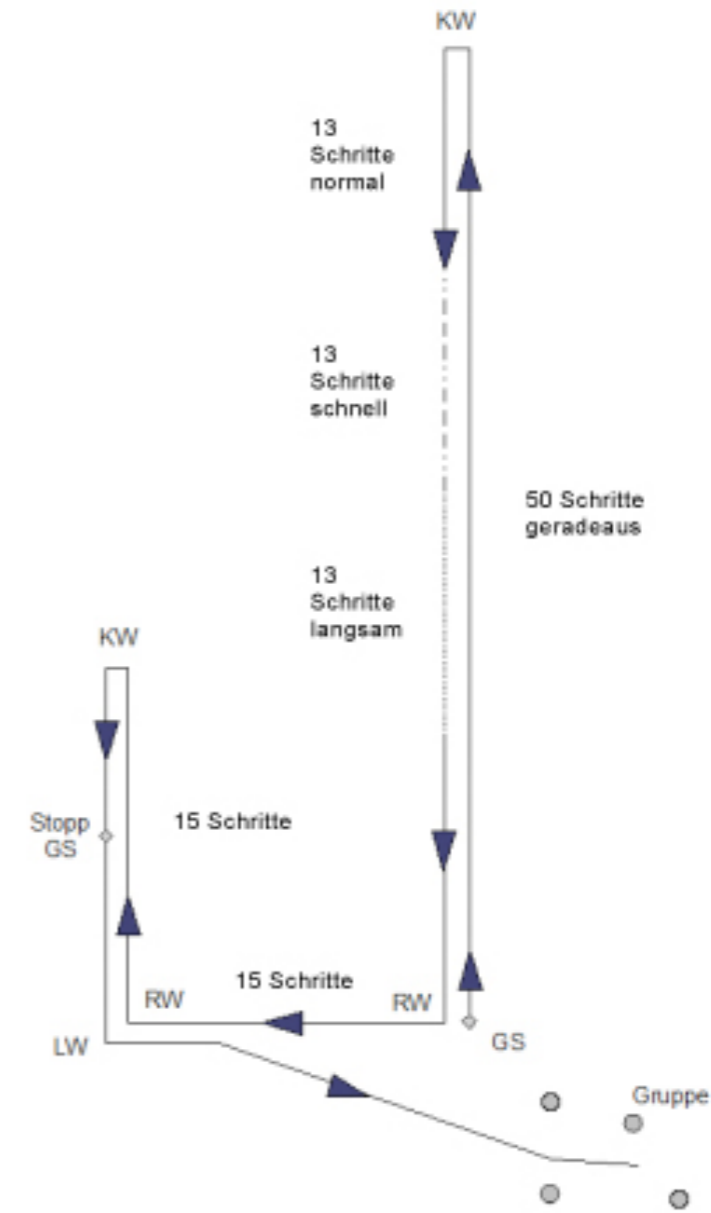 KW
13
Schritte
normal
13
Schritte
schnell
50 Schritte
geradeaus
13
Schritte
langsam
KW
Stopp
GS
15 Schritte
15 Schritte
RW
RW
GS
LW
Gruppe